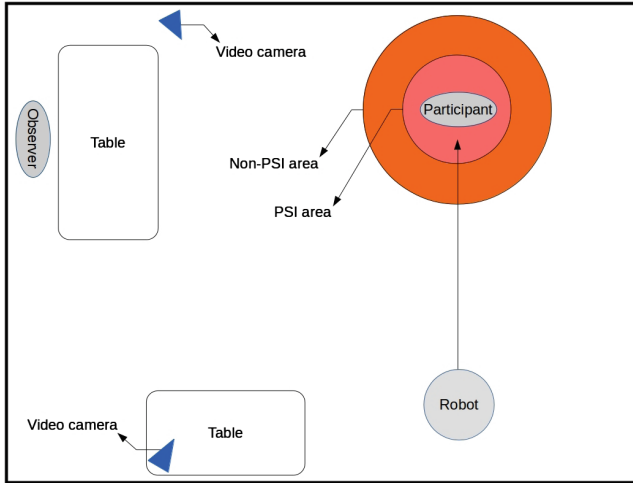 Video camera
Observer
Table
Participant
Non-PSI area
PSI area
Robot
Video camera
Table